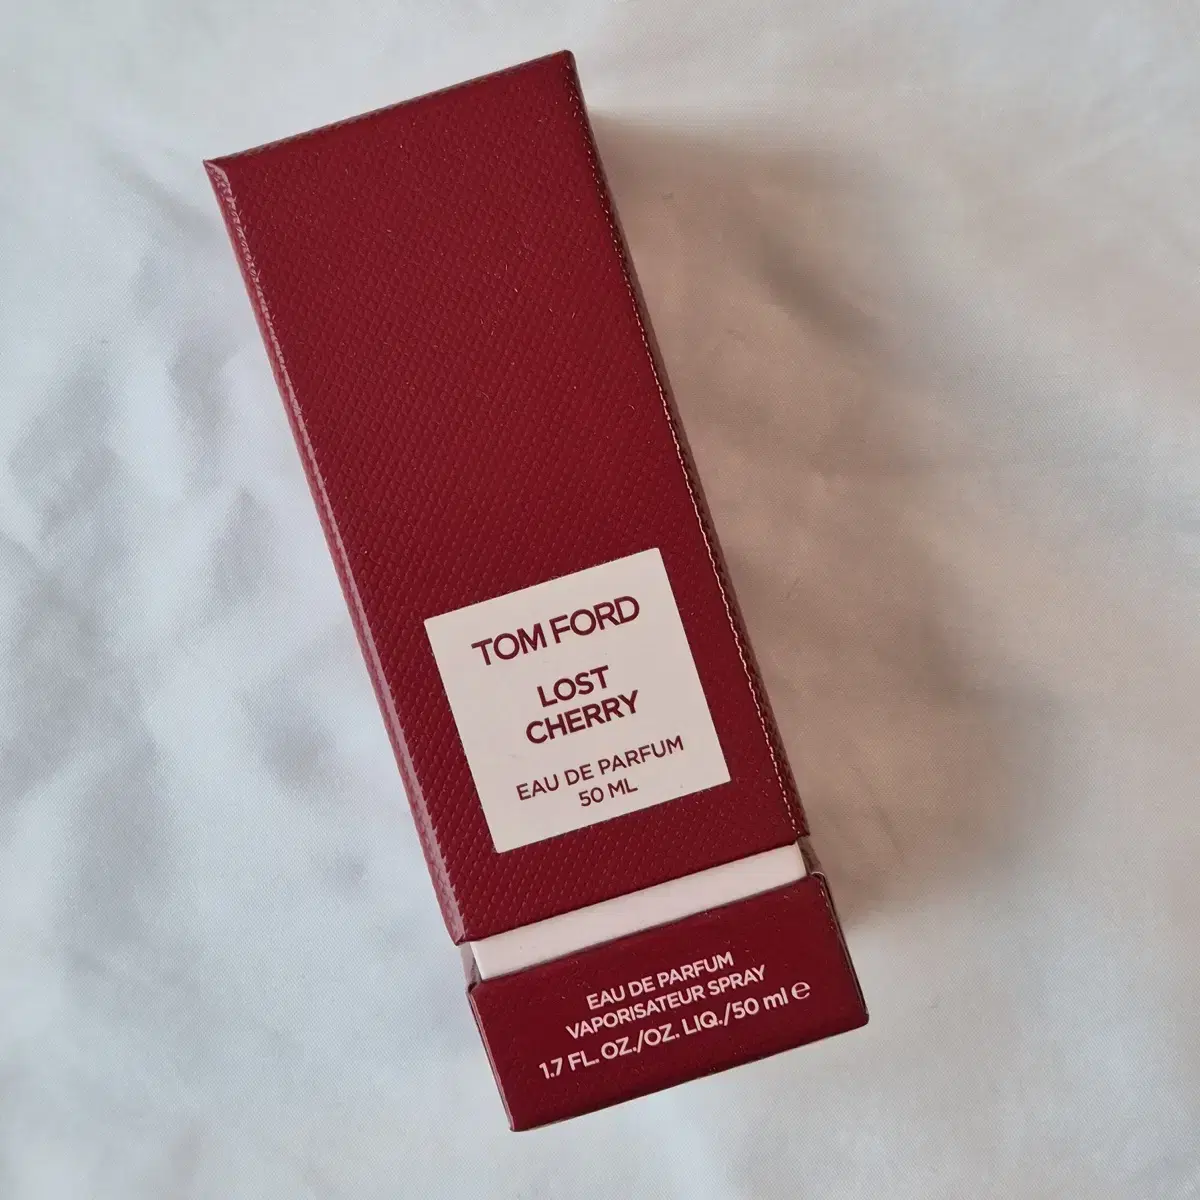 TOM FORD
LOST
CHERRY
EAU DE PARFUM
50 ML
EAU DE PARFUM
VAPORISATEUR SPRAY
1.7 FL. OZ./OZ. LIQ./50 ml ℮